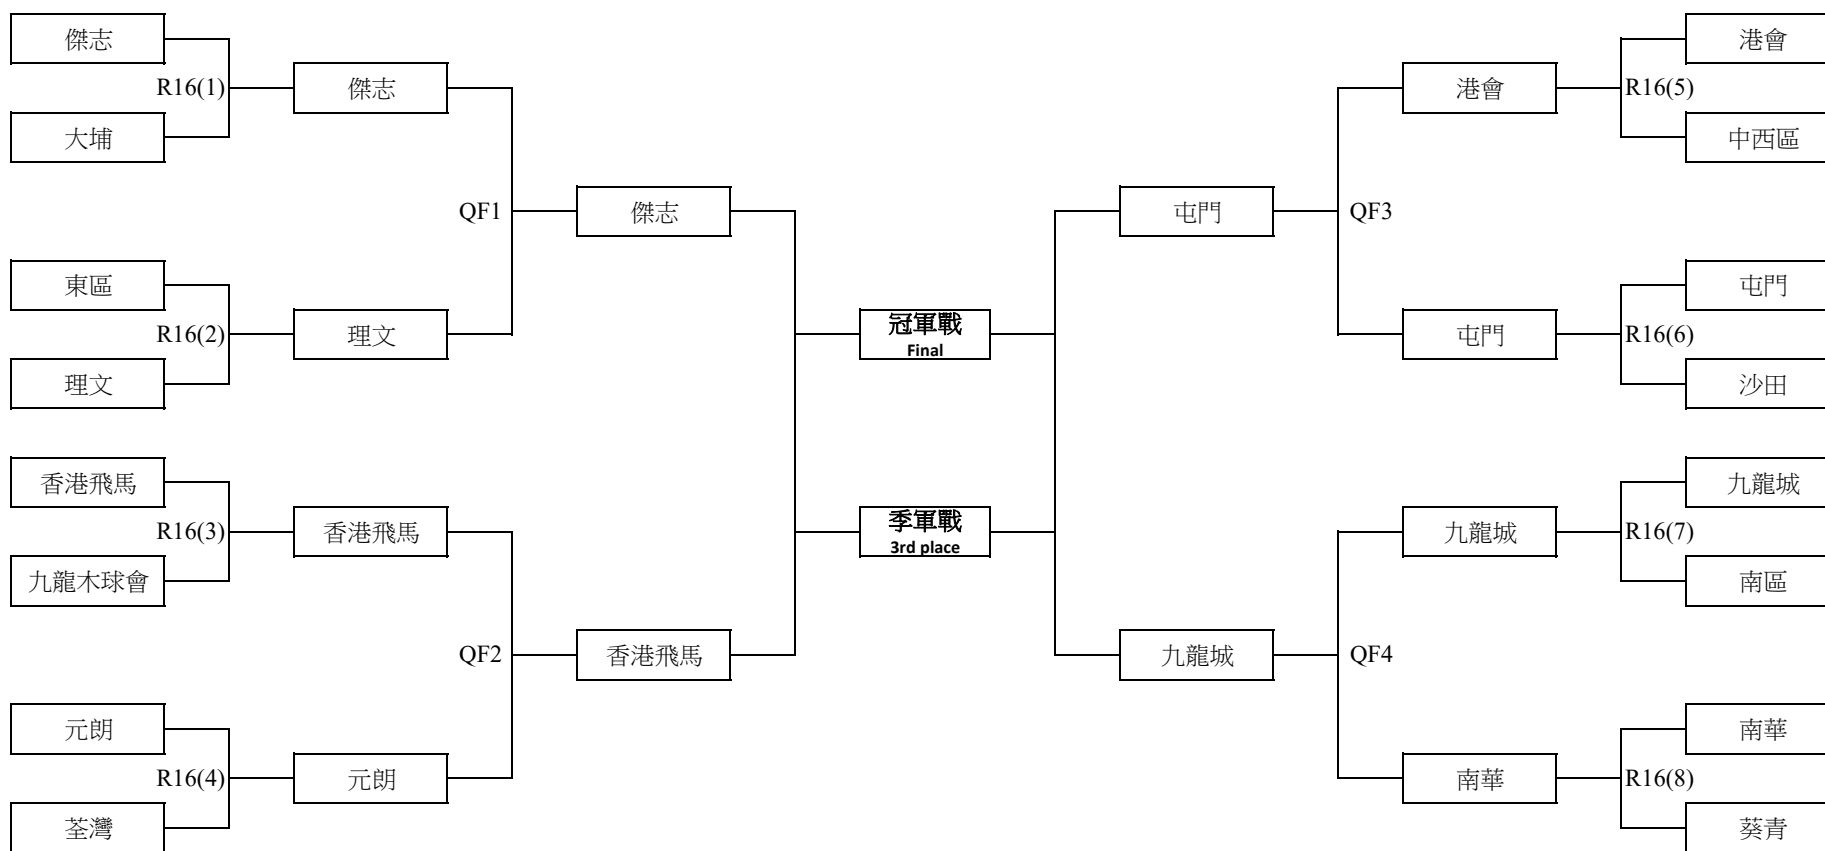 傑志
港會
R16(1)
傑志
港會
R16(5)
大埔
中西區
QF1
傑志
屯門
QF3
東區
屯門
R16(2)
理文
冠軍戰
Final
屯門
R16(6)
理文
沙田
香港飛馬
九龍城
R16(3)
香港飛馬
季軍戰
3rd place
九龍城
R16(7)
九龍木球會
南區
QF2
香港飛馬
九龍城
QF4
元朗
南華
R16(4)
元朗
南華
R16(8)
荃灣
葵青